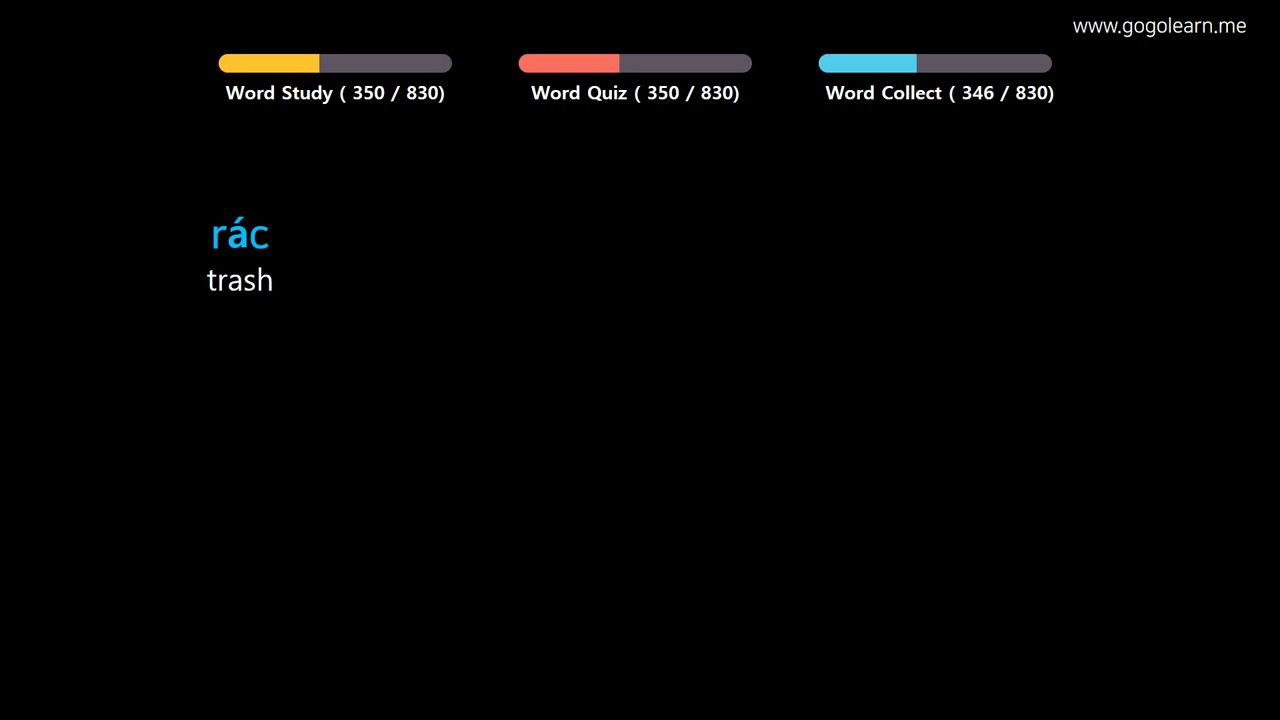 www.gogolearn.me
Word Study ( 350 / 830)
Word Quiz ( 350 / 830)
Word Collect ( 346 / 830)
rác
trash